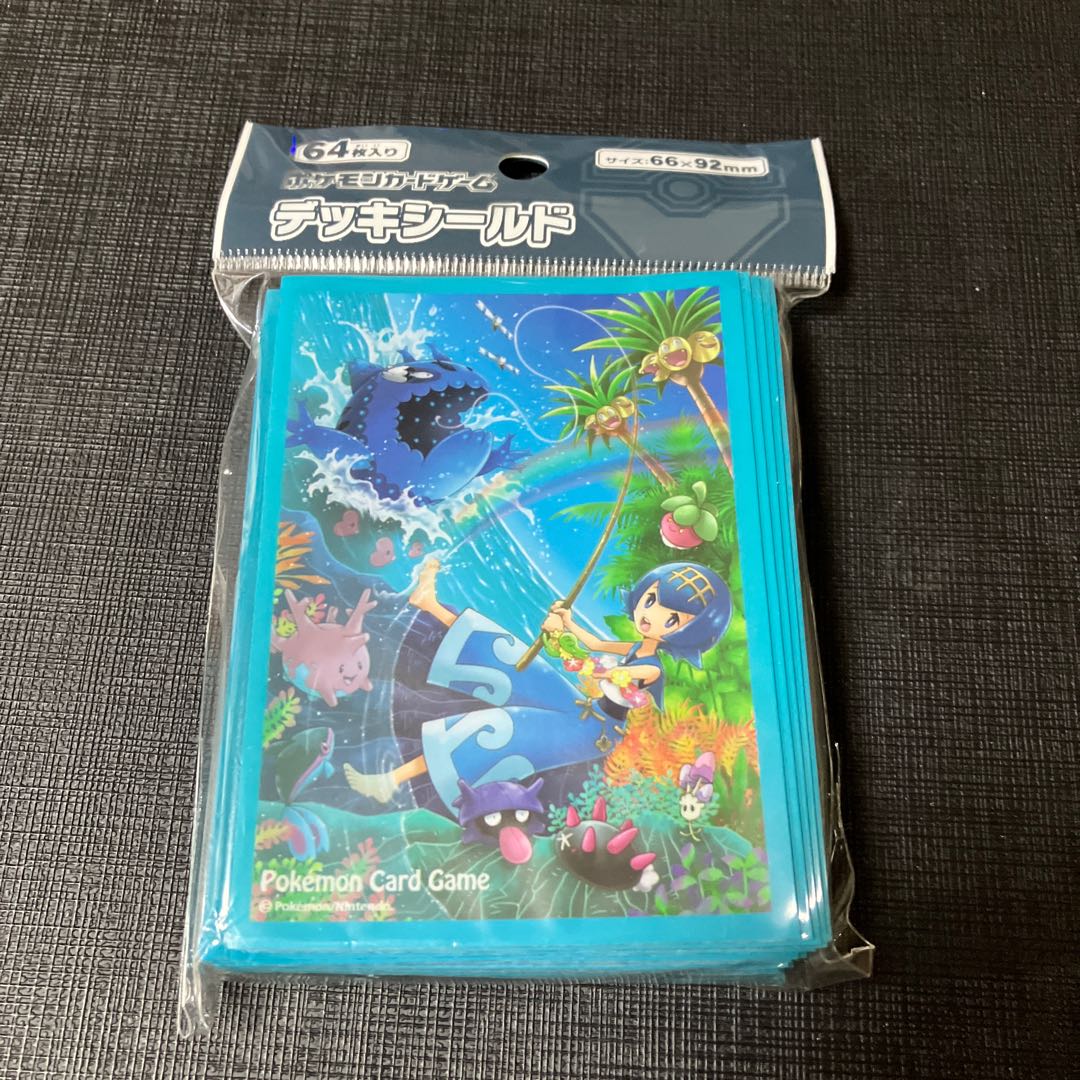 64枚入り
サイズ:66×92mm
ポケモンカードゲーム
デッキシールド
Pokémon Card Game
© Pokémon/Nintendo.